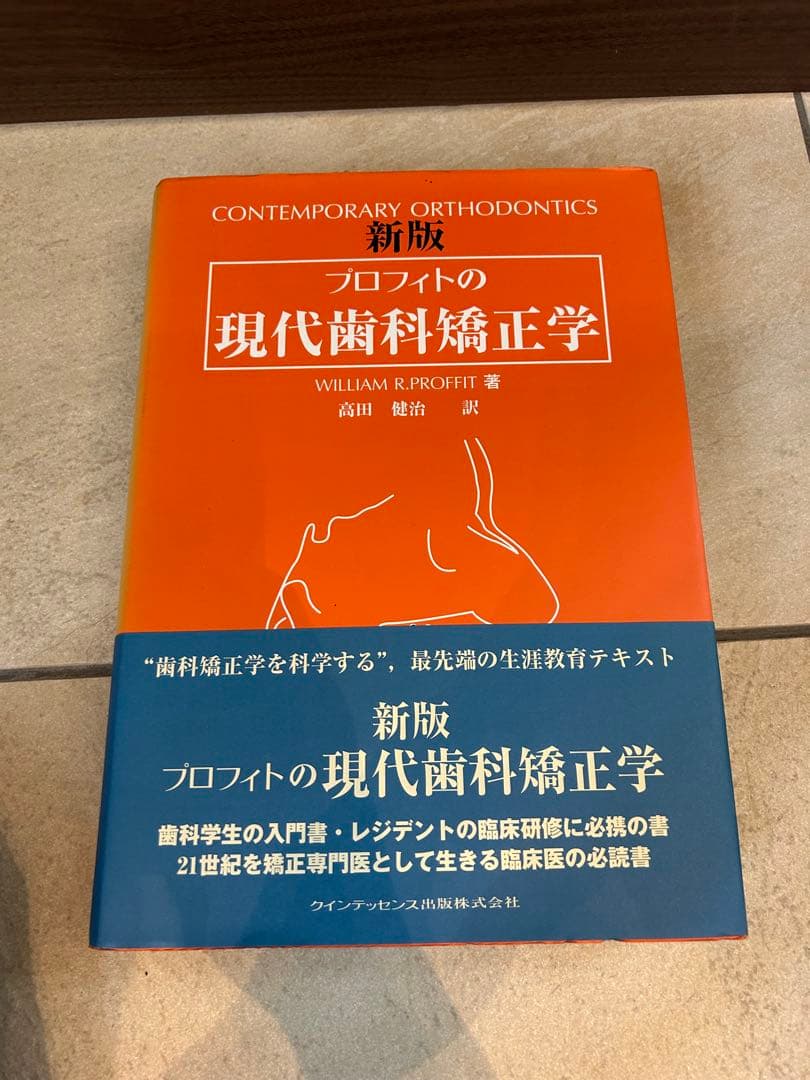 CONTEMPORARY ORTHODONTICS
新版
プロフィトの
現代歯科矯正学
WILLIAM R.PROFFIT 著
高田 健治 訳
“歯科矯正学を科学する”，最先端の生涯教育テキスト
新版
プロフィトの現代歯科矯正学
歯科学生の入門書・レジデントの臨床研修に必携の書
21世紀を矯正専門医として生きる臨床医の必読書
クインテッセンス出版株式会社